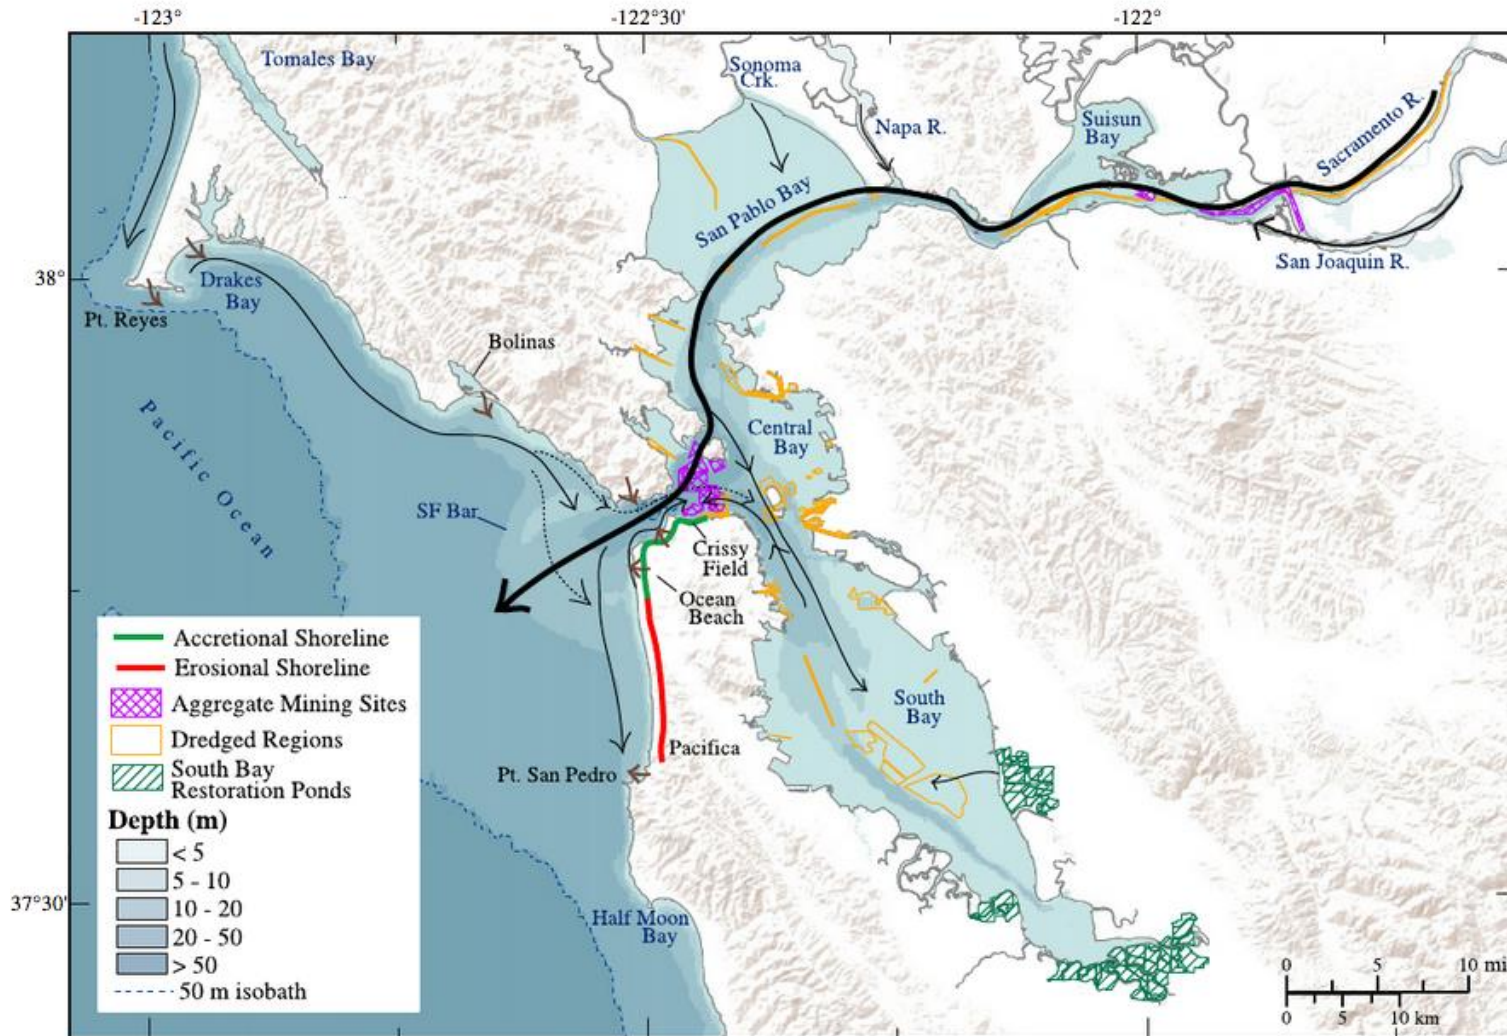 -123°
-122°30'
-122°
Tomales Bay
Sonoma
Crk.
Napa R.
Suisun
Bay
Sacramento R.
San Pablo Bay
San Joaquin R.
38°
Drakes
Bay
Pt. Reyes
Bolinas
Pacific Ocean
Central
Bay
SF Bar
Crissy
Field
Ocean
Beach
Accretional Shoreline
Erosional Shoreline
Aggregate Mining Sites
Dredged Regions
South Bay
Restoration Ponds
Depth (m)
< 5
5 - 10
10 - 20
20 - 50
> 50
50 m isobath
South
Bay
Pacifica
Pt. San Pedro
37°30'
Half Moon
Bay
0 5 10 mi
0 5 10 km